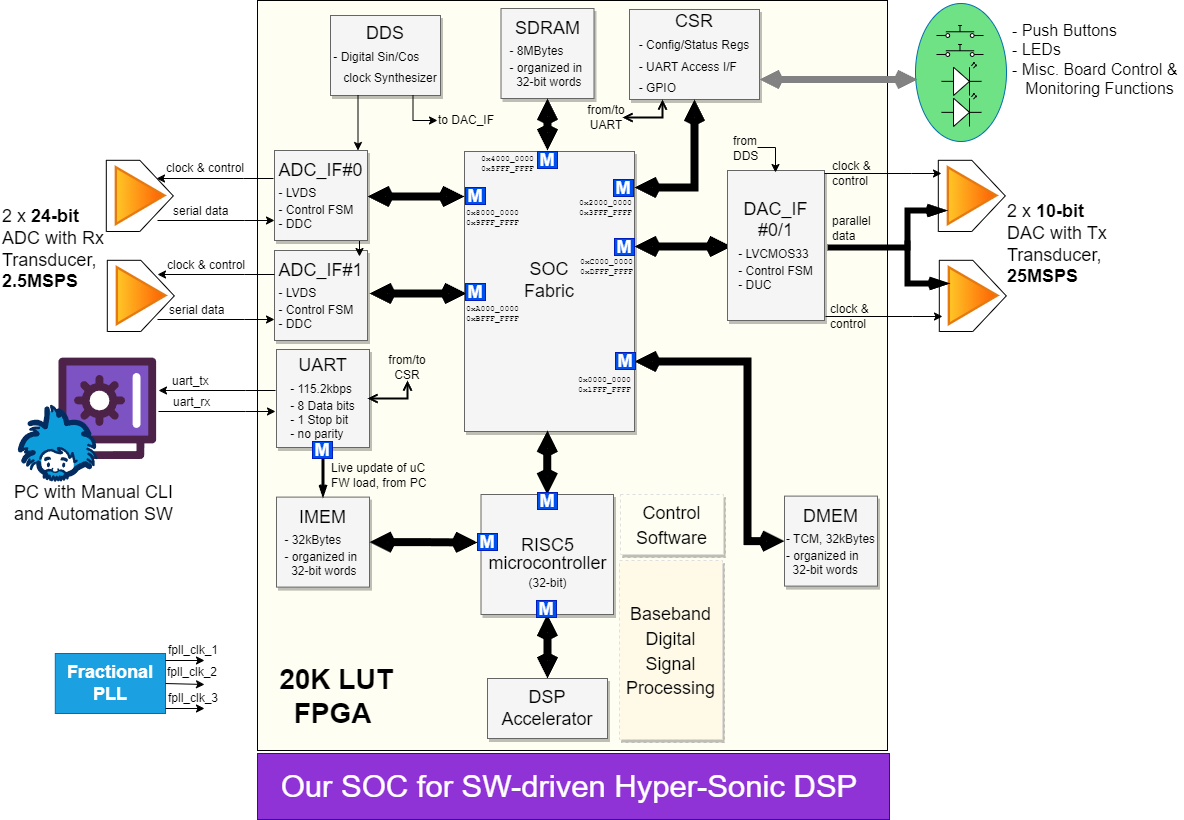 DDS
- Digital Sin/Cos
clock Synthesizer
to DAC_IF
SDRAM
- 8MBytes
- organized in
32-bit words
CSR
- Config/Status Regs
- UART Access I/F
- GPIO
from/to
UART
- Push Buttons
- LEDs
- Misc. Board Control &
Monitoring Functions
2 x 24-bit
ADC with Rx
Transducer,
2.5MSPS
clock & control
serial data
clock & control
serial data
ADC_IF#0
- LVDS
- Control FSM
- DDC
ADC_IF#1
- LVDS
- Control FSM
- DDC
M
0x4000_0000
0x5FFF_FFFF
M
0x8000_0000
0x9FFF_FFFF
M
0x2000_0000
0x3FFF_FFFF
M
0xC000_0000
0xDFFF_FFFF
SOC
Fabric
M
0xA000_0000
0xBFFF_FFFF
M
0x0000_0000
0x1FFF_FFFF
from
DDS
DAC_IF
#0/1
- LVCMOS33
- Control FSM
- DUC
clock &
control
parallel
data
clock &
control
2 x 10-bit
DAC with Tx
Transducer,
25MSPS
uart_tx
uart_rx
PC with Manual CLI
and Automation SW
UART
- 115.2kbps
- 8 Data bits
- 1 Stop bit
- no parity
M
from/to
CSR
Live update of uC
FW load, from PC
IMEM
- 32kBytes
- organized in
32-bit words
M
M
RISC5
microcontroller
(32-bit)
M
Control
Software
Baseband
Digital
Signal
Processing
DMEM
- TCM, 32kBytes
- organized in
32-bit words
DSP
Accelerator
Fractional
PLL
fpll_clk_1
fpll_clk_2
fpll_clk_3
20K LUT
FPGA
Our SOC for SW-driven Hyper-Sonic DSP